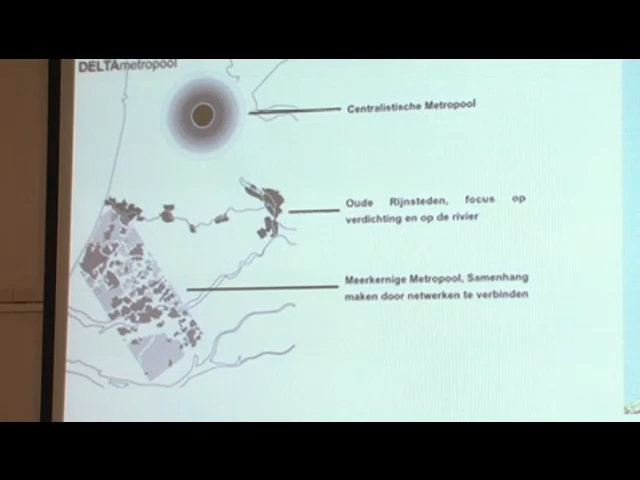 DELTAmetropool
Centralistische Metropool
Oude Rijnsteden, focus op
verdichting en op de rivier
Meerkernige Metropool, Samenhang
maken door netwerken te verbinden